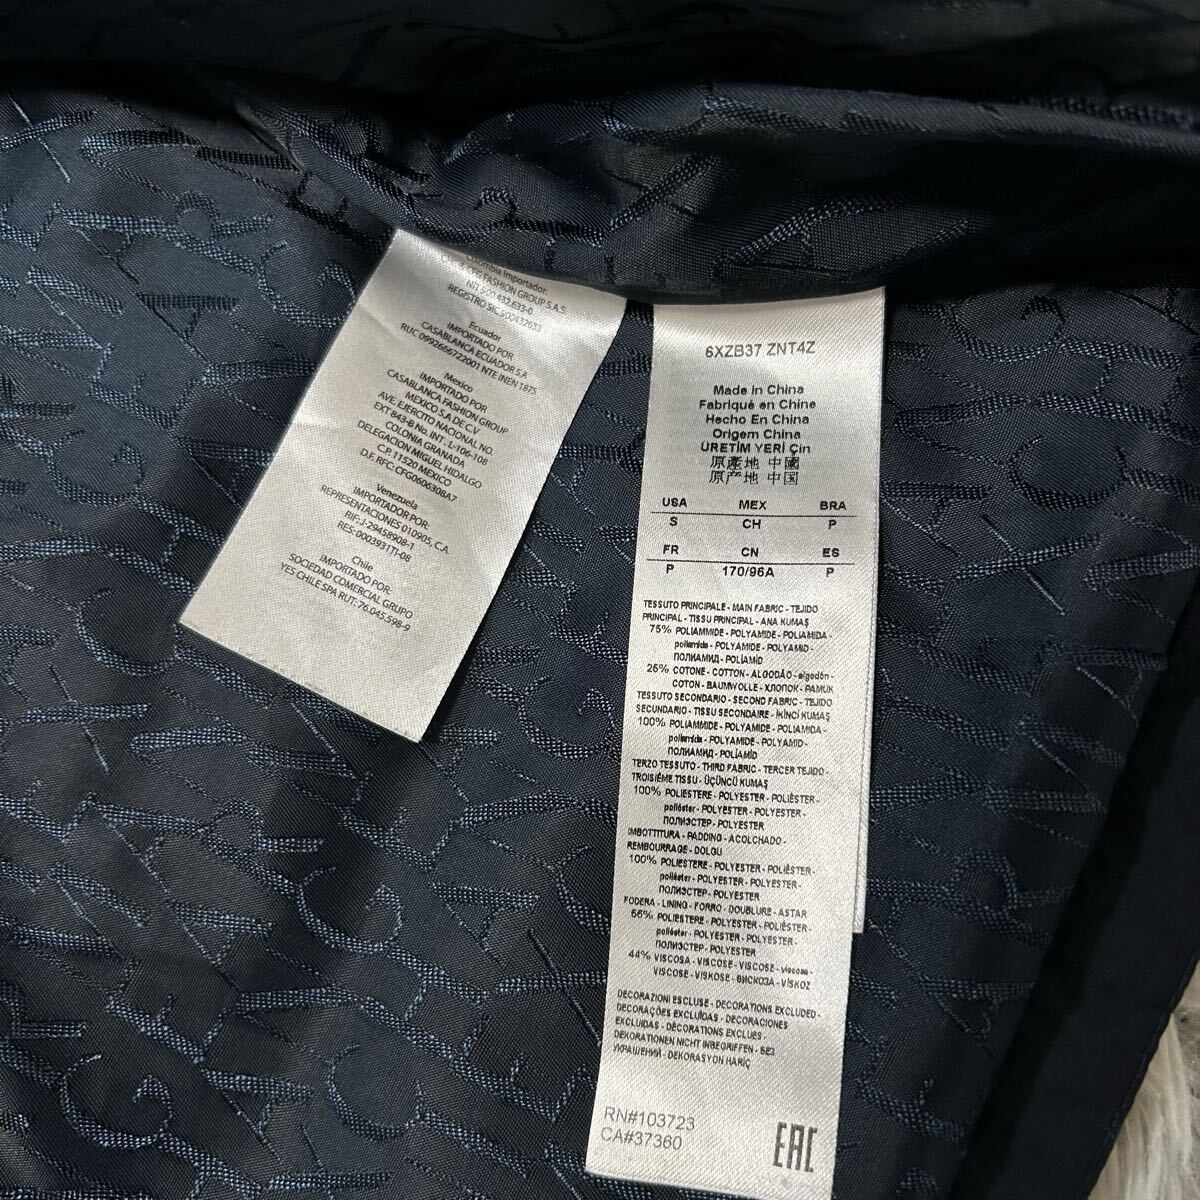 Colombia Importador:
CFG FASHION GROUP S.A.S.
NIT 900.432.633-0
REGISTRO SIC 900432633
Ecuador
IMPORTADO POR
CASABLANCA ECUADOR S.A
RUC 0992666722001 NTE INEN 1875
Mexico
IMPORTADO POR
CASABLANCA FASHION GROUP
MEXICO S.A DE C.V
AVE. EJERCITO NACIONAL NO.
EXT 843-B No. INT. L-106-108
COLONIA GRANADA
DELEGACION MIGUEL HIDALGO
C.P. 11520 MEXICO
D.F. RFC: CFG0606308A7
Venezuela
IMPORTADOR POR:
REPRESENTACIONES 010905, C.A
RIF: J-29458908-1
RES: 0003931TI-08
Chile
IMPORTADO POR:
SOCIEDAD COMERCIAL GRUPO
YES CHILE SPA RUT: 76.045.598-9
6XZB37 ZNT4Z
Made in China
Fabriqué en Chine
Hecho En China
Origem China
ÜRETİM YERİ Çin
原產地 中國
原产地 中国
USA MEX BRA
S CH P
FR CN ES
P 170/96A P
TESSUTO PRINCIPALE - MAIN FABRIC - TEJIDO
PRINCIPAL - TISSU PRINCIPAL - ANA KUMAŞ
75% POLIAMMIDE - POLYAMIDE - POLIAMIDA -
poliamida - POLYAMIDE - POLYAMID -
ПОЛИАМИД - POLİAMİD
25% COTONE - COTTON - ALGODÃO - algodón -
COTON - BAUMWOLLE - ХЛОПОК - PAMUK
TESSUTO SECONDARIO - SECOND FABRIC - TEJIDO
SECUNDARIO - TISSU SECONDAIRE - İKİNCİ KUMAŞ
100% POLIAMMIDE - POLYAMIDE - POLIAMIDA -
poliamida - POLYAMIDE - POLYAMID -
ПОЛИАМИД - POLİAMİD
TERZO TESSUTO - THIRD FABRIC - TERCER TEJIDO -
TROISIÈME TISSU - ÜÇÜNCÜ KUMAŞ
100% POLIESTERE - POLYESTER - POLIÉSTER -
poliéster - POLYESTER - POLYESTER -
ПОЛИЭСТЕР - POLYESTER
IMBOTTITURA - PADDING - ACOLCHADO -
REMBOURRAGE - DOLGU
100% POLIESTERE - POLYESTER - POLIÉSTER -
poliéster - POLYESTER - POLYESTER -
ПОЛИЭСТЕР - POLYESTER
FODERA - LINING - FORRO - DOUBLURE - ASTAR
56% POLIESTERE - POLYESTER - POLIÉSTER -
poliéster - POLYESTER - POLYESTER -
ПОЛИЭСТЕР - POLYESTER
44% VISCOSA - VISCOSE - VISCOSE - viscosa -
VISCOSE - VISKOSE - ВИСКОЗА - VİSKOZ
DECORAZIONI ESCLUSE - DECORATIONS EXCLUDED -
DECORAÇÕES EXCLUÍDAS - DECORACIONES
EXCLUIDAS - DÉCORATIONS EXCLUES -
DEKORATIONEN NICHT INBEGRIFFEN - БЕЗ
УКРАШЕНИЙ - DEKORASYON HARİÇ
RN#103723
CA#37360
EAC